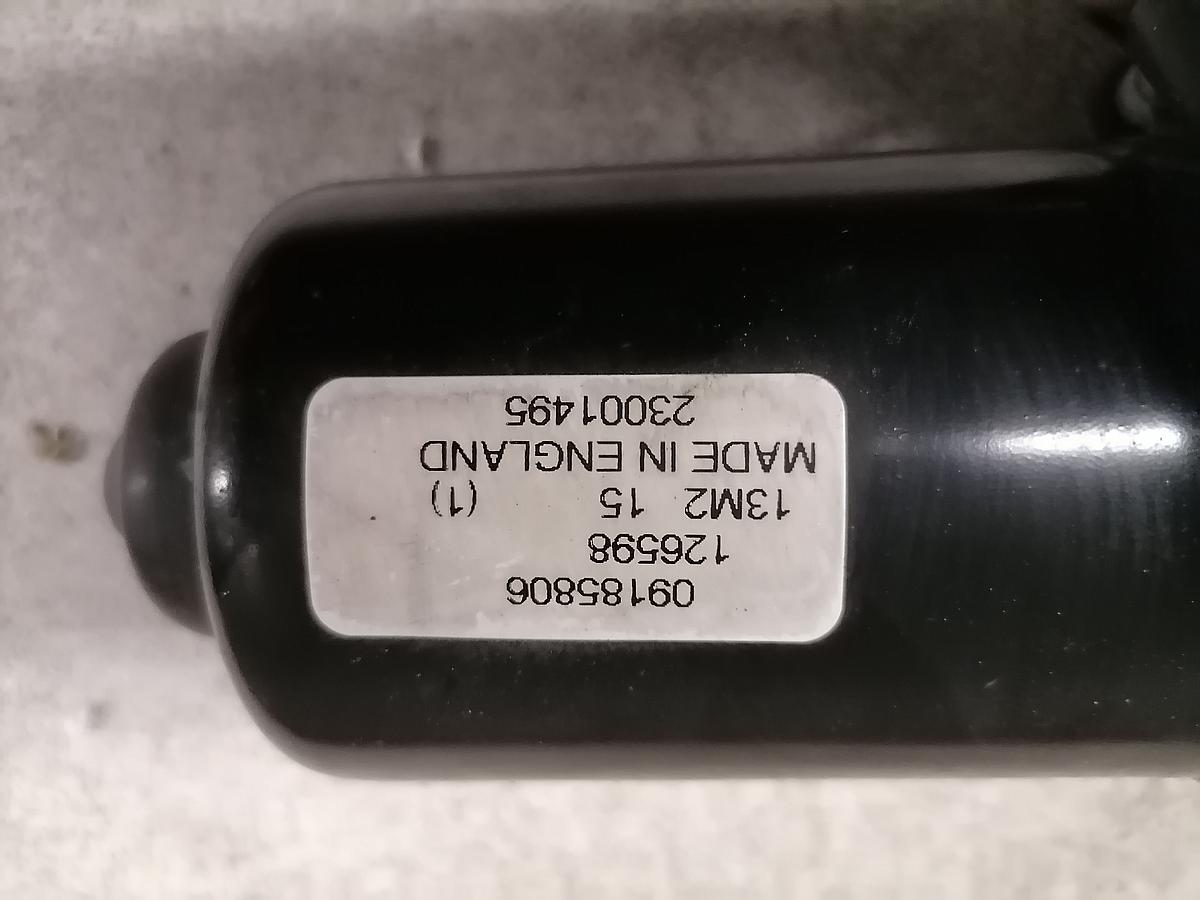 09185806
126598
13M2 15 (1)
MADE IN ENGLAND
23001495